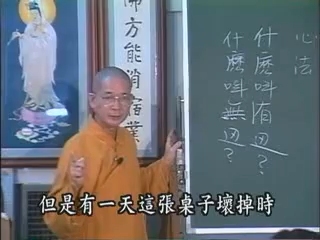 心法
什麼叫有?
什麼叫無?
佛方能消業
但是有一天這張桌子壞掉時